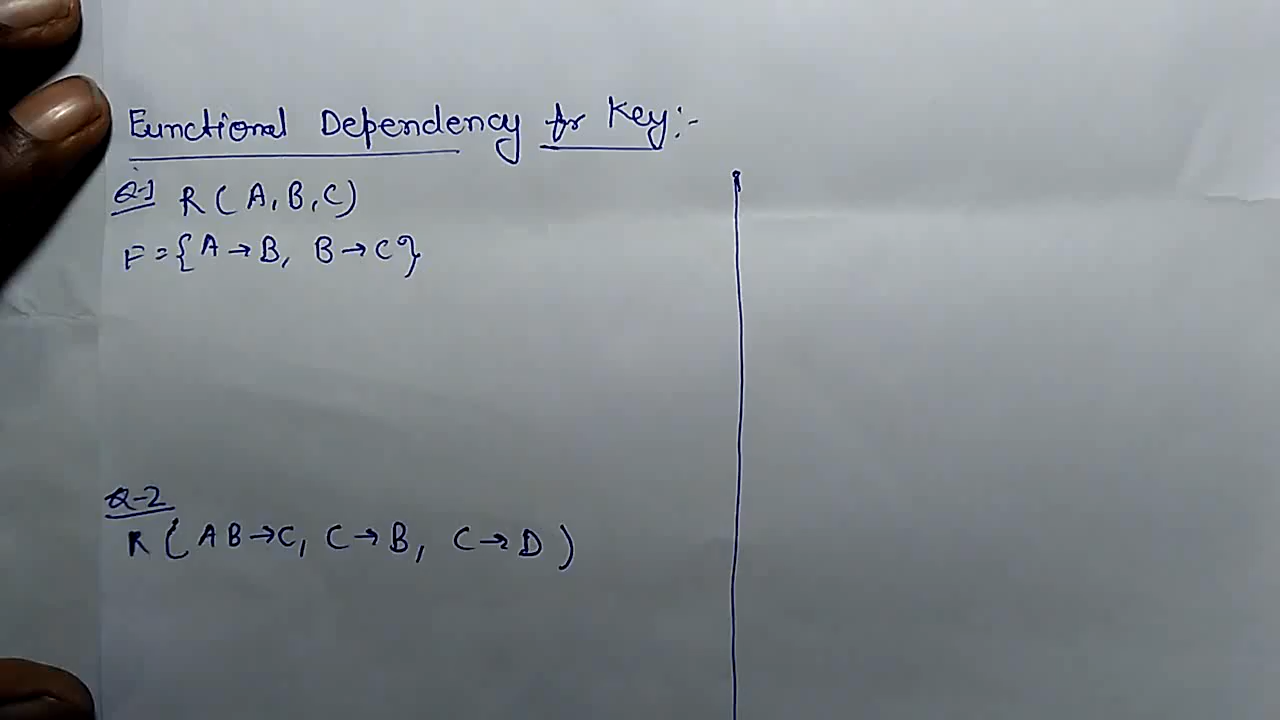 Functional Dependency for Key:-
Q-1 R(A,B,C)
F={A→B, B→C}
Q-2
R(AB→C, C→B, C→D)